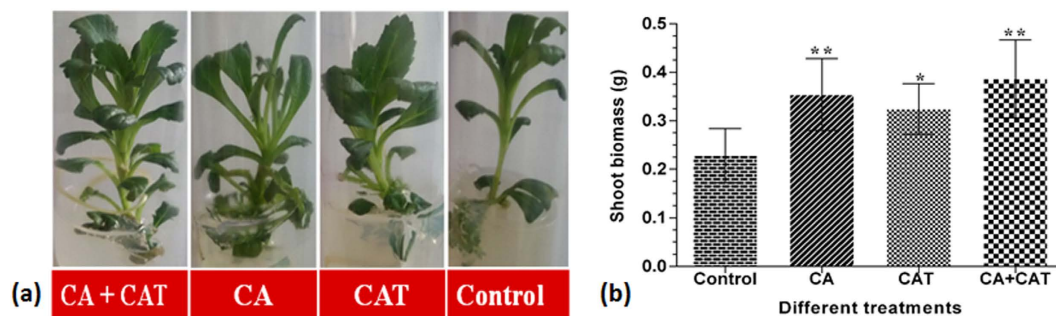 (a)
CA + CAT
CA
CAT
Control
(b)
Shoot biomass (g)
0.5
0.4
0.3
0.2
0.1
0.0
**
*
**
Control
CA
CAT
CA+CAT
Different treatments